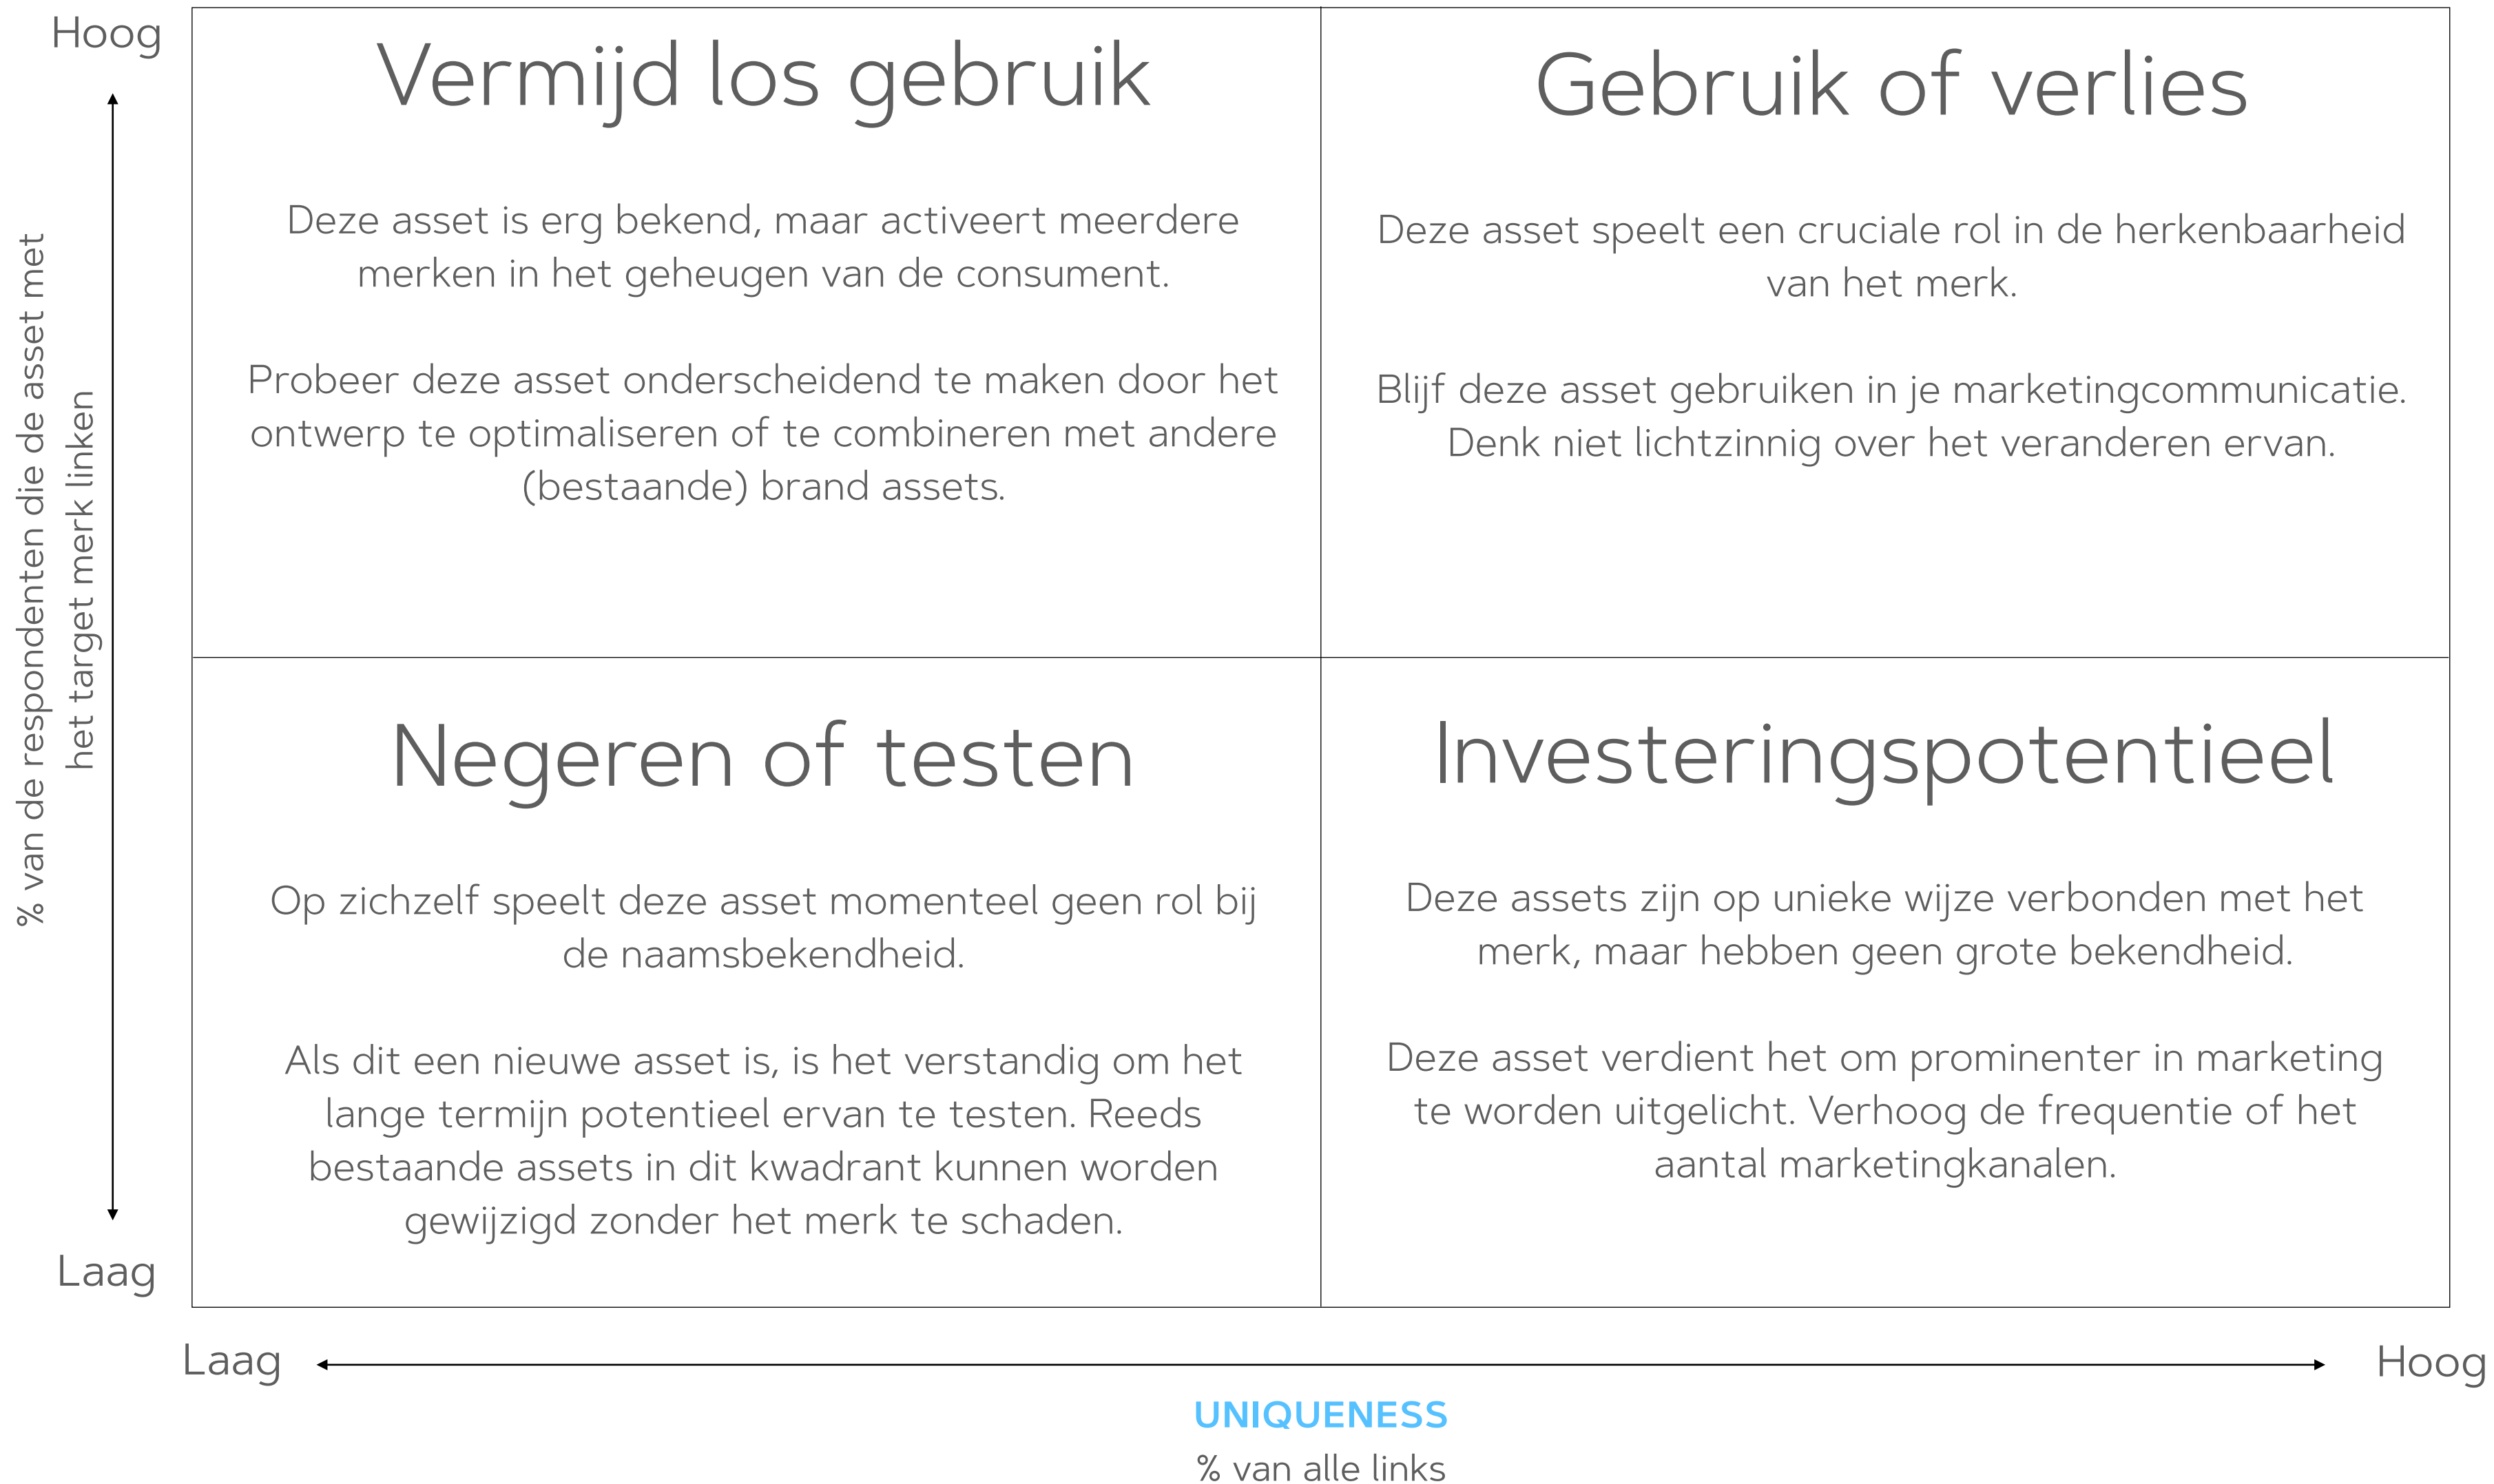 Hoog
% van de respondenten die de asset met
het target merk linken
Laag
Vermijd los gebruik
Deze asset is erg bekend, maar activeert meerdere
merken in het geheugen van de consument.
Probeer deze asset onderscheidend te maken door het
ontwerp te optimaliseren of te combineren met andere
(bestaande) brand assets.
Gebruik of verlies
Deze asset speelt een cruciale rol in de herkenbaarheid
van het merk.
Blijf deze asset gebruiken in je marketingcommunicatie.
Denk niet lichtzinnig over het veranderen ervan.
Negeren of testen
Op zichzelf speelt deze asset momenteel geen rol bij
de naamsbekendheid.
Als dit een nieuwe asset is, is het verstandig om het
lange termijn potentieel ervan te testen. Reeds
bestaande assets in dit kwadrant kunnen worden
gewijzigd zonder het merk te schaden.
Investeringspotentieel
Deze assets zijn op unieke wijze verbonden met het
merk, maar hebben geen grote bekendheid.
Deze asset verdient het om prominenter in marketing
te worden uitgelicht. Verhoog de frequentie of het
aantal marketingkanalen.
Laag
Hoog
UNIQUENESS
% van alle links